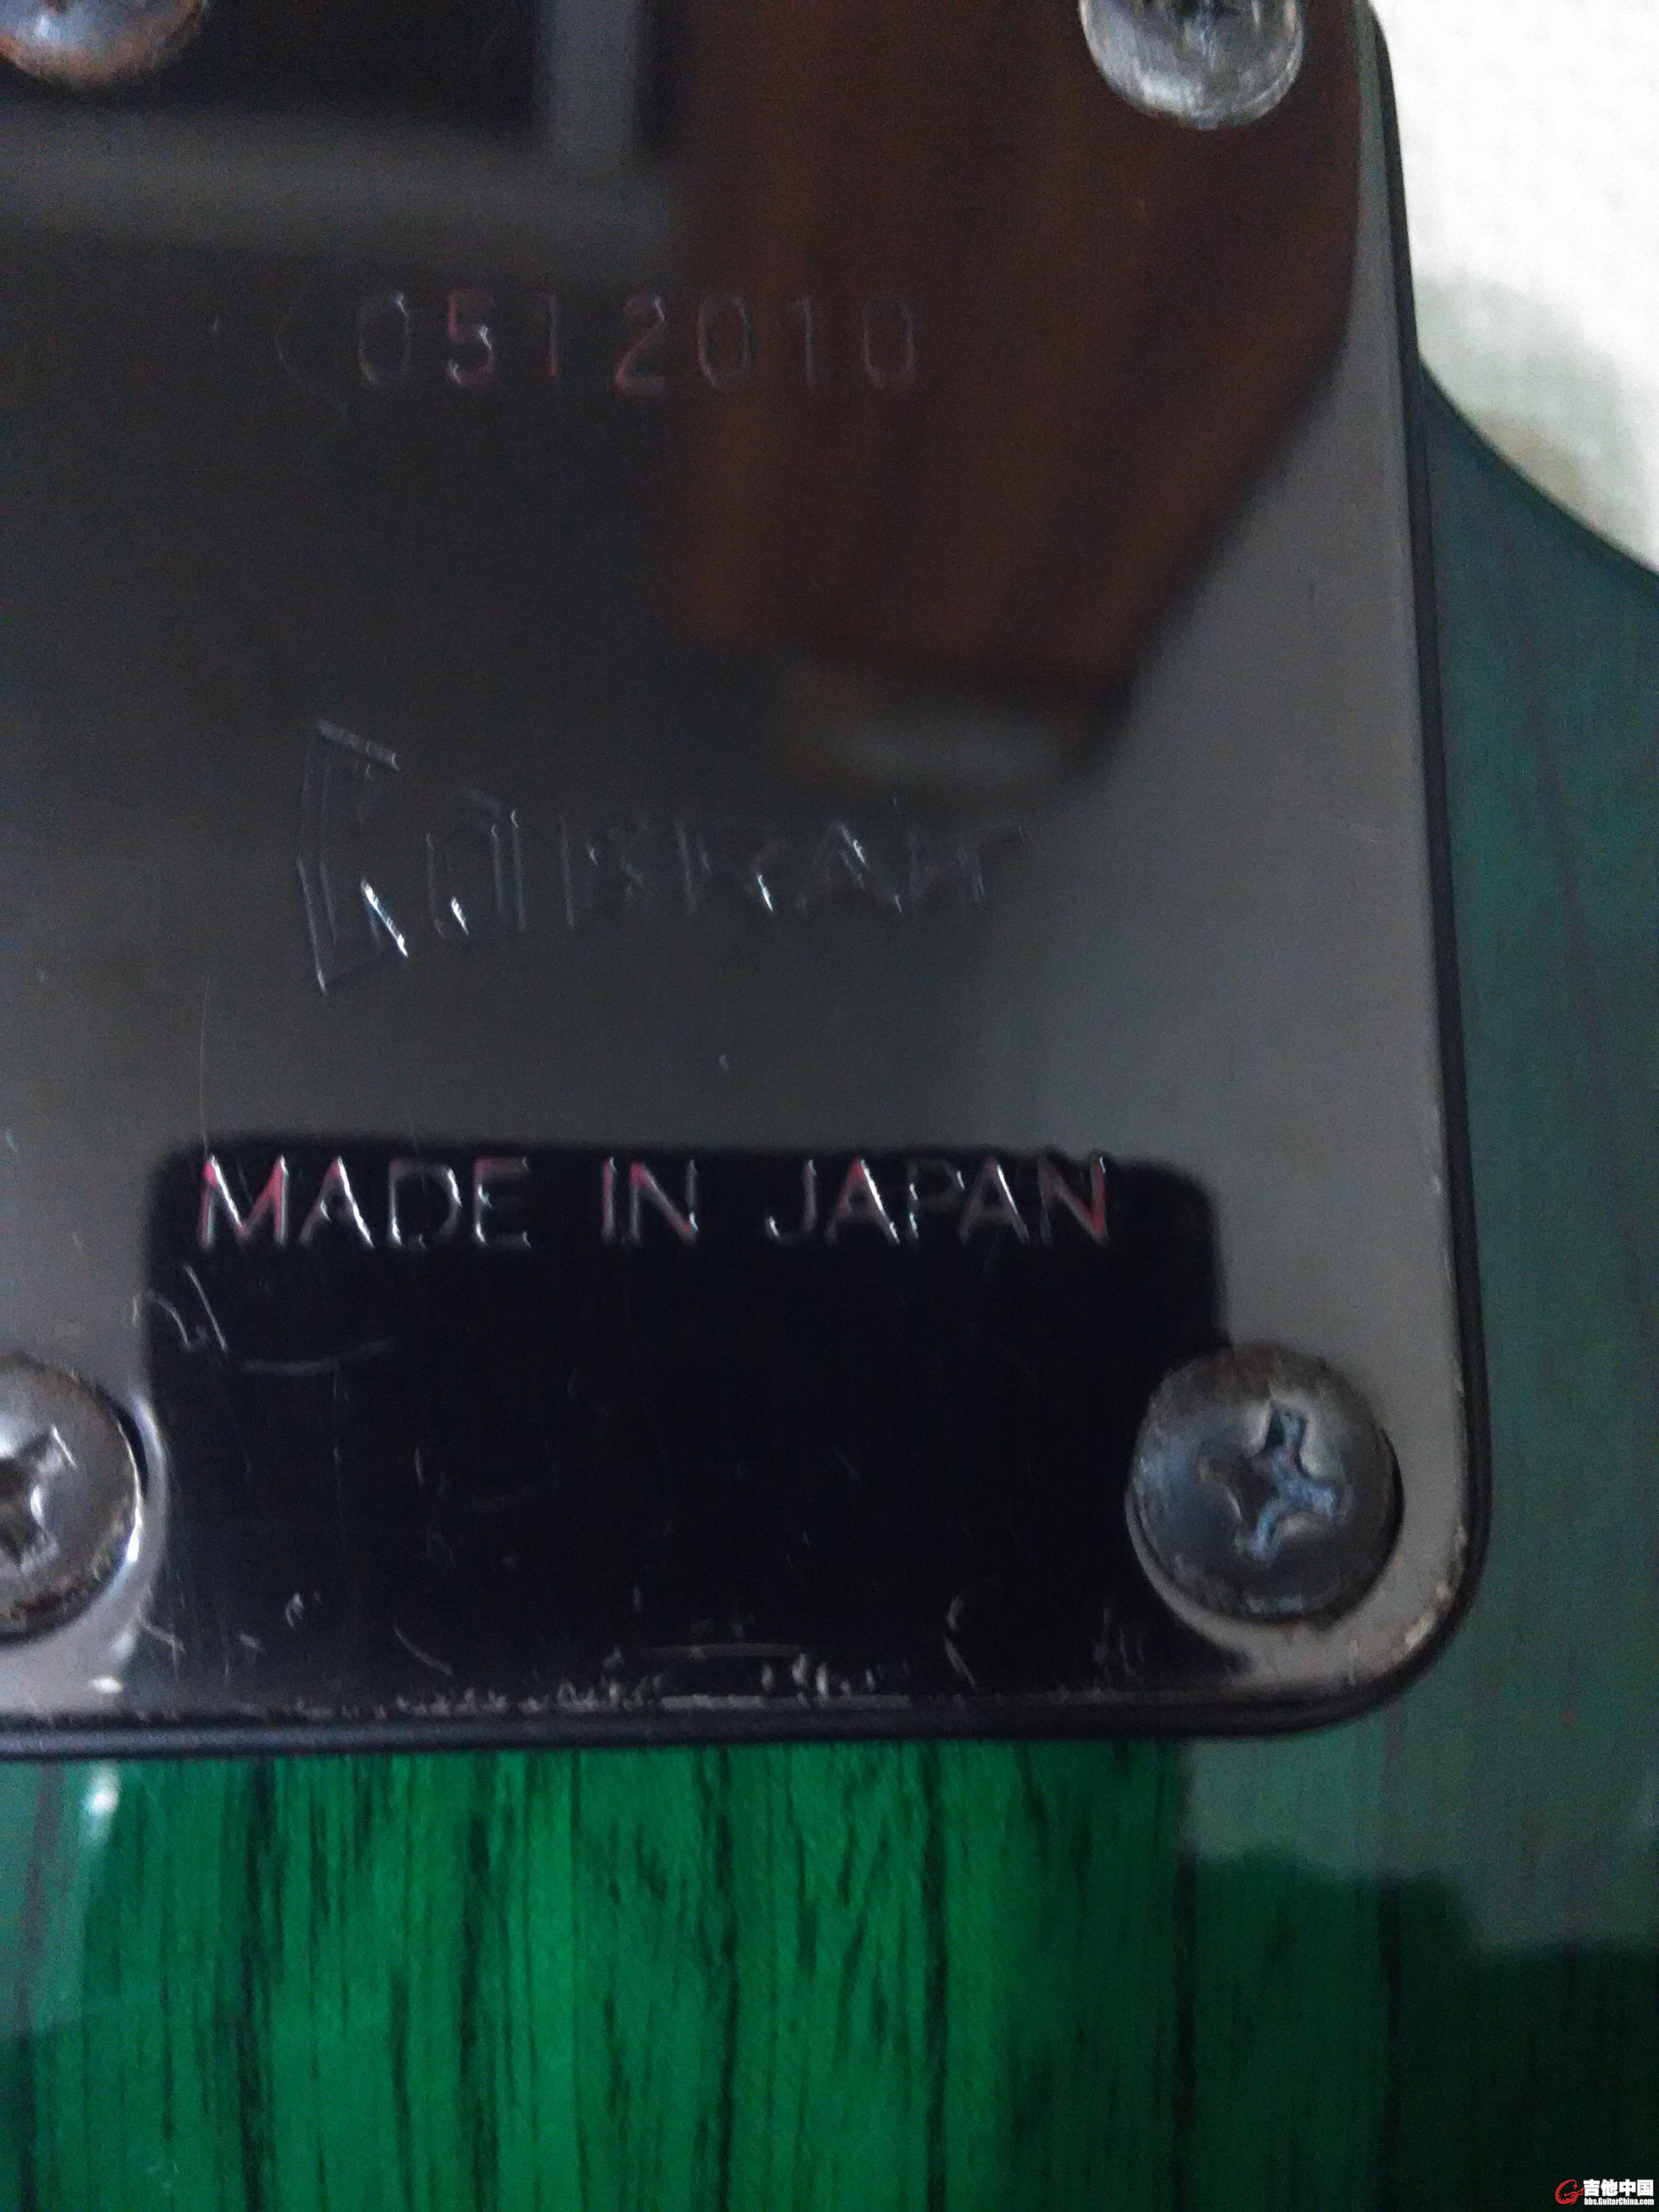 0512010
MADE IN JAPAN
吉他中国
bbs.GuitarChina.com